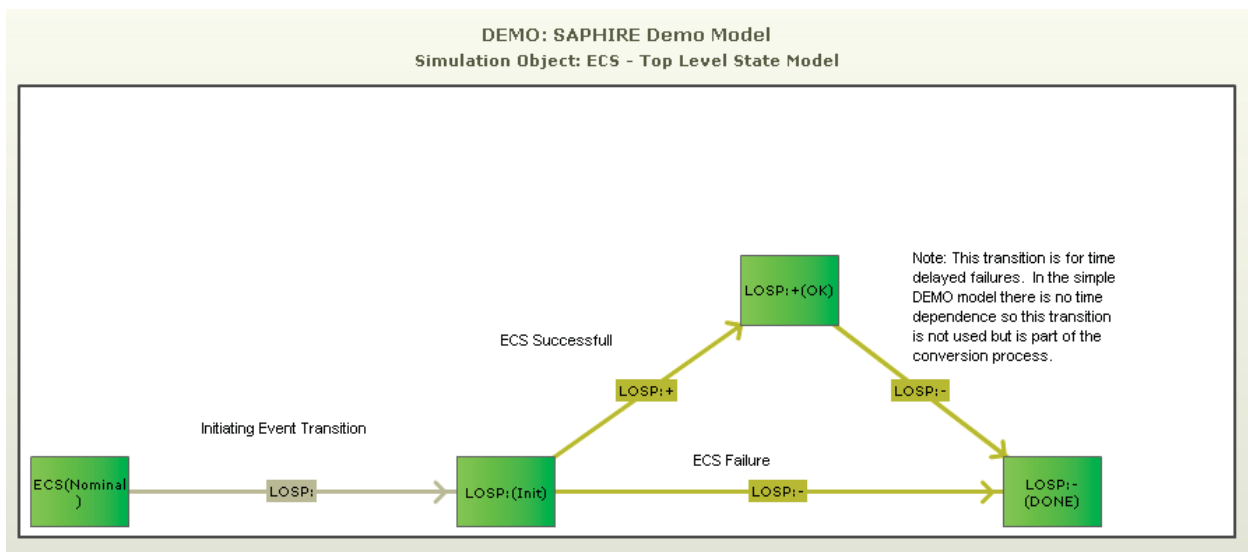 DEMO: SAPHIRE Demo Model
Simulation Object: ECS - Top Level State Model
Note: This transition is for time
delayed failures. In the simple
DEMO model there is no time
dependence so this transition
is not used but is part of the
conversion process.
LOSP:+(OK)
ECS Successfull
LOSP:+
LOSP:-
Initiating Event Transition
ECS Failure
ECS(Nominal
)
LOSP:
LOSP:(Init)
LOSP:-
LOSP:-
(DONE)